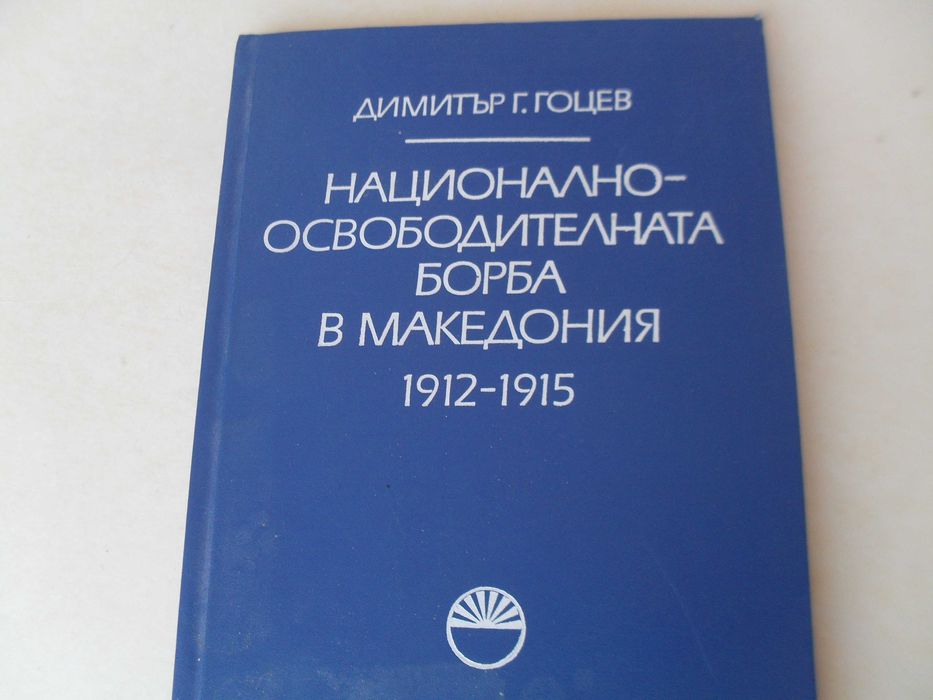 ДИМИТЪР Г. ГОЦЕВ
НАЦИОНАЛНО-
ОСВОБОДИТЕЛНАТА
БОРБА
В МАКЕДОНИЯ
1912–1915